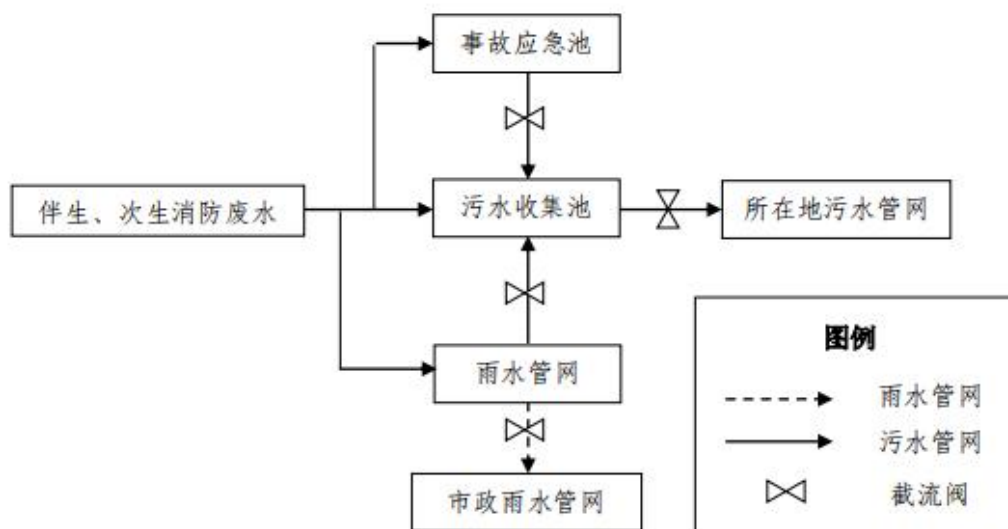 事故应急池
伴生、次生消防废水
污水收集池
所在地污水管网
雨水管网
市政雨水管网
图例
雨水管网
污水管网
截流阀